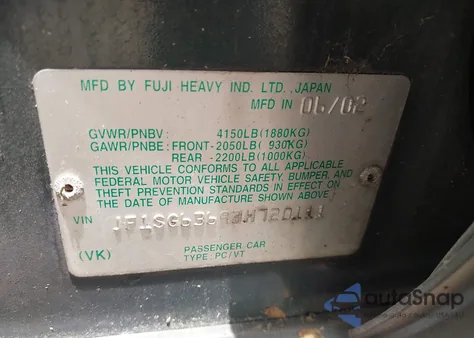 MFD BY FUJI HEAVY IND. LTD., JAPAN
MFD IN 06/02
GVWR/PNBV : 4150LB(1880KG)
GAWR/PNBE: FRONT-2050LB( 930KG)
REAR -2200LB(1000KG)
THIS VEHICLE CONFORMS TO ALL APPLICABLE
FEDERAL MOTOR VEHICLE SAFETY, BUMPER, AND
THEFT PREVENTION STANDARDS IN EFFECT ON
THE DATE OF MANUFACTURE SHOWN ABOVE.
VIN
(VK)
PASSENGER CAR
TYPE: PC/VT
autoSnap